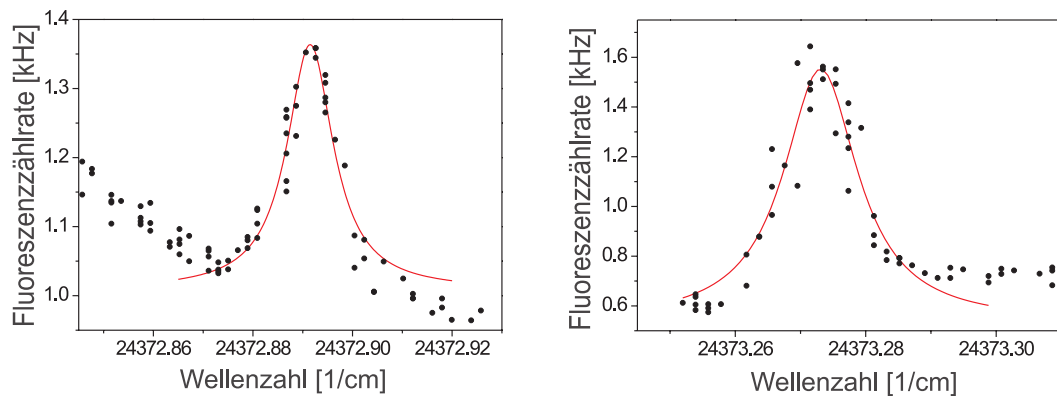 Fluoreszenzzählrate [kHz]
1.4
1.3
1.2
1.1
1.0
24372.86 24372.88 24372.90 24372.92
Wellenzahl [1/cm]
Fluoreszenzzählrate [kHz]
1.6
1.4
1.2
1.0
0.8
0.6
24373.26 24373.28 24373.30
Wellenzahl [1/cm]